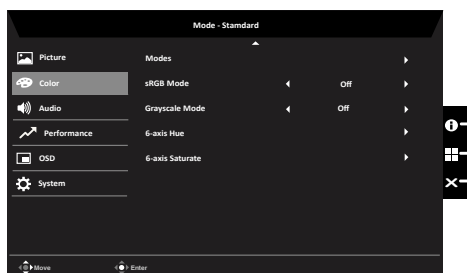 Mode - Stamdard
Picture
Modes
Color
sRGB Mode
Off
Audio
Grayscale Mode
Off
Performance
6-axis Hue
OSD
6-axis Saturate
System
Move
Enter